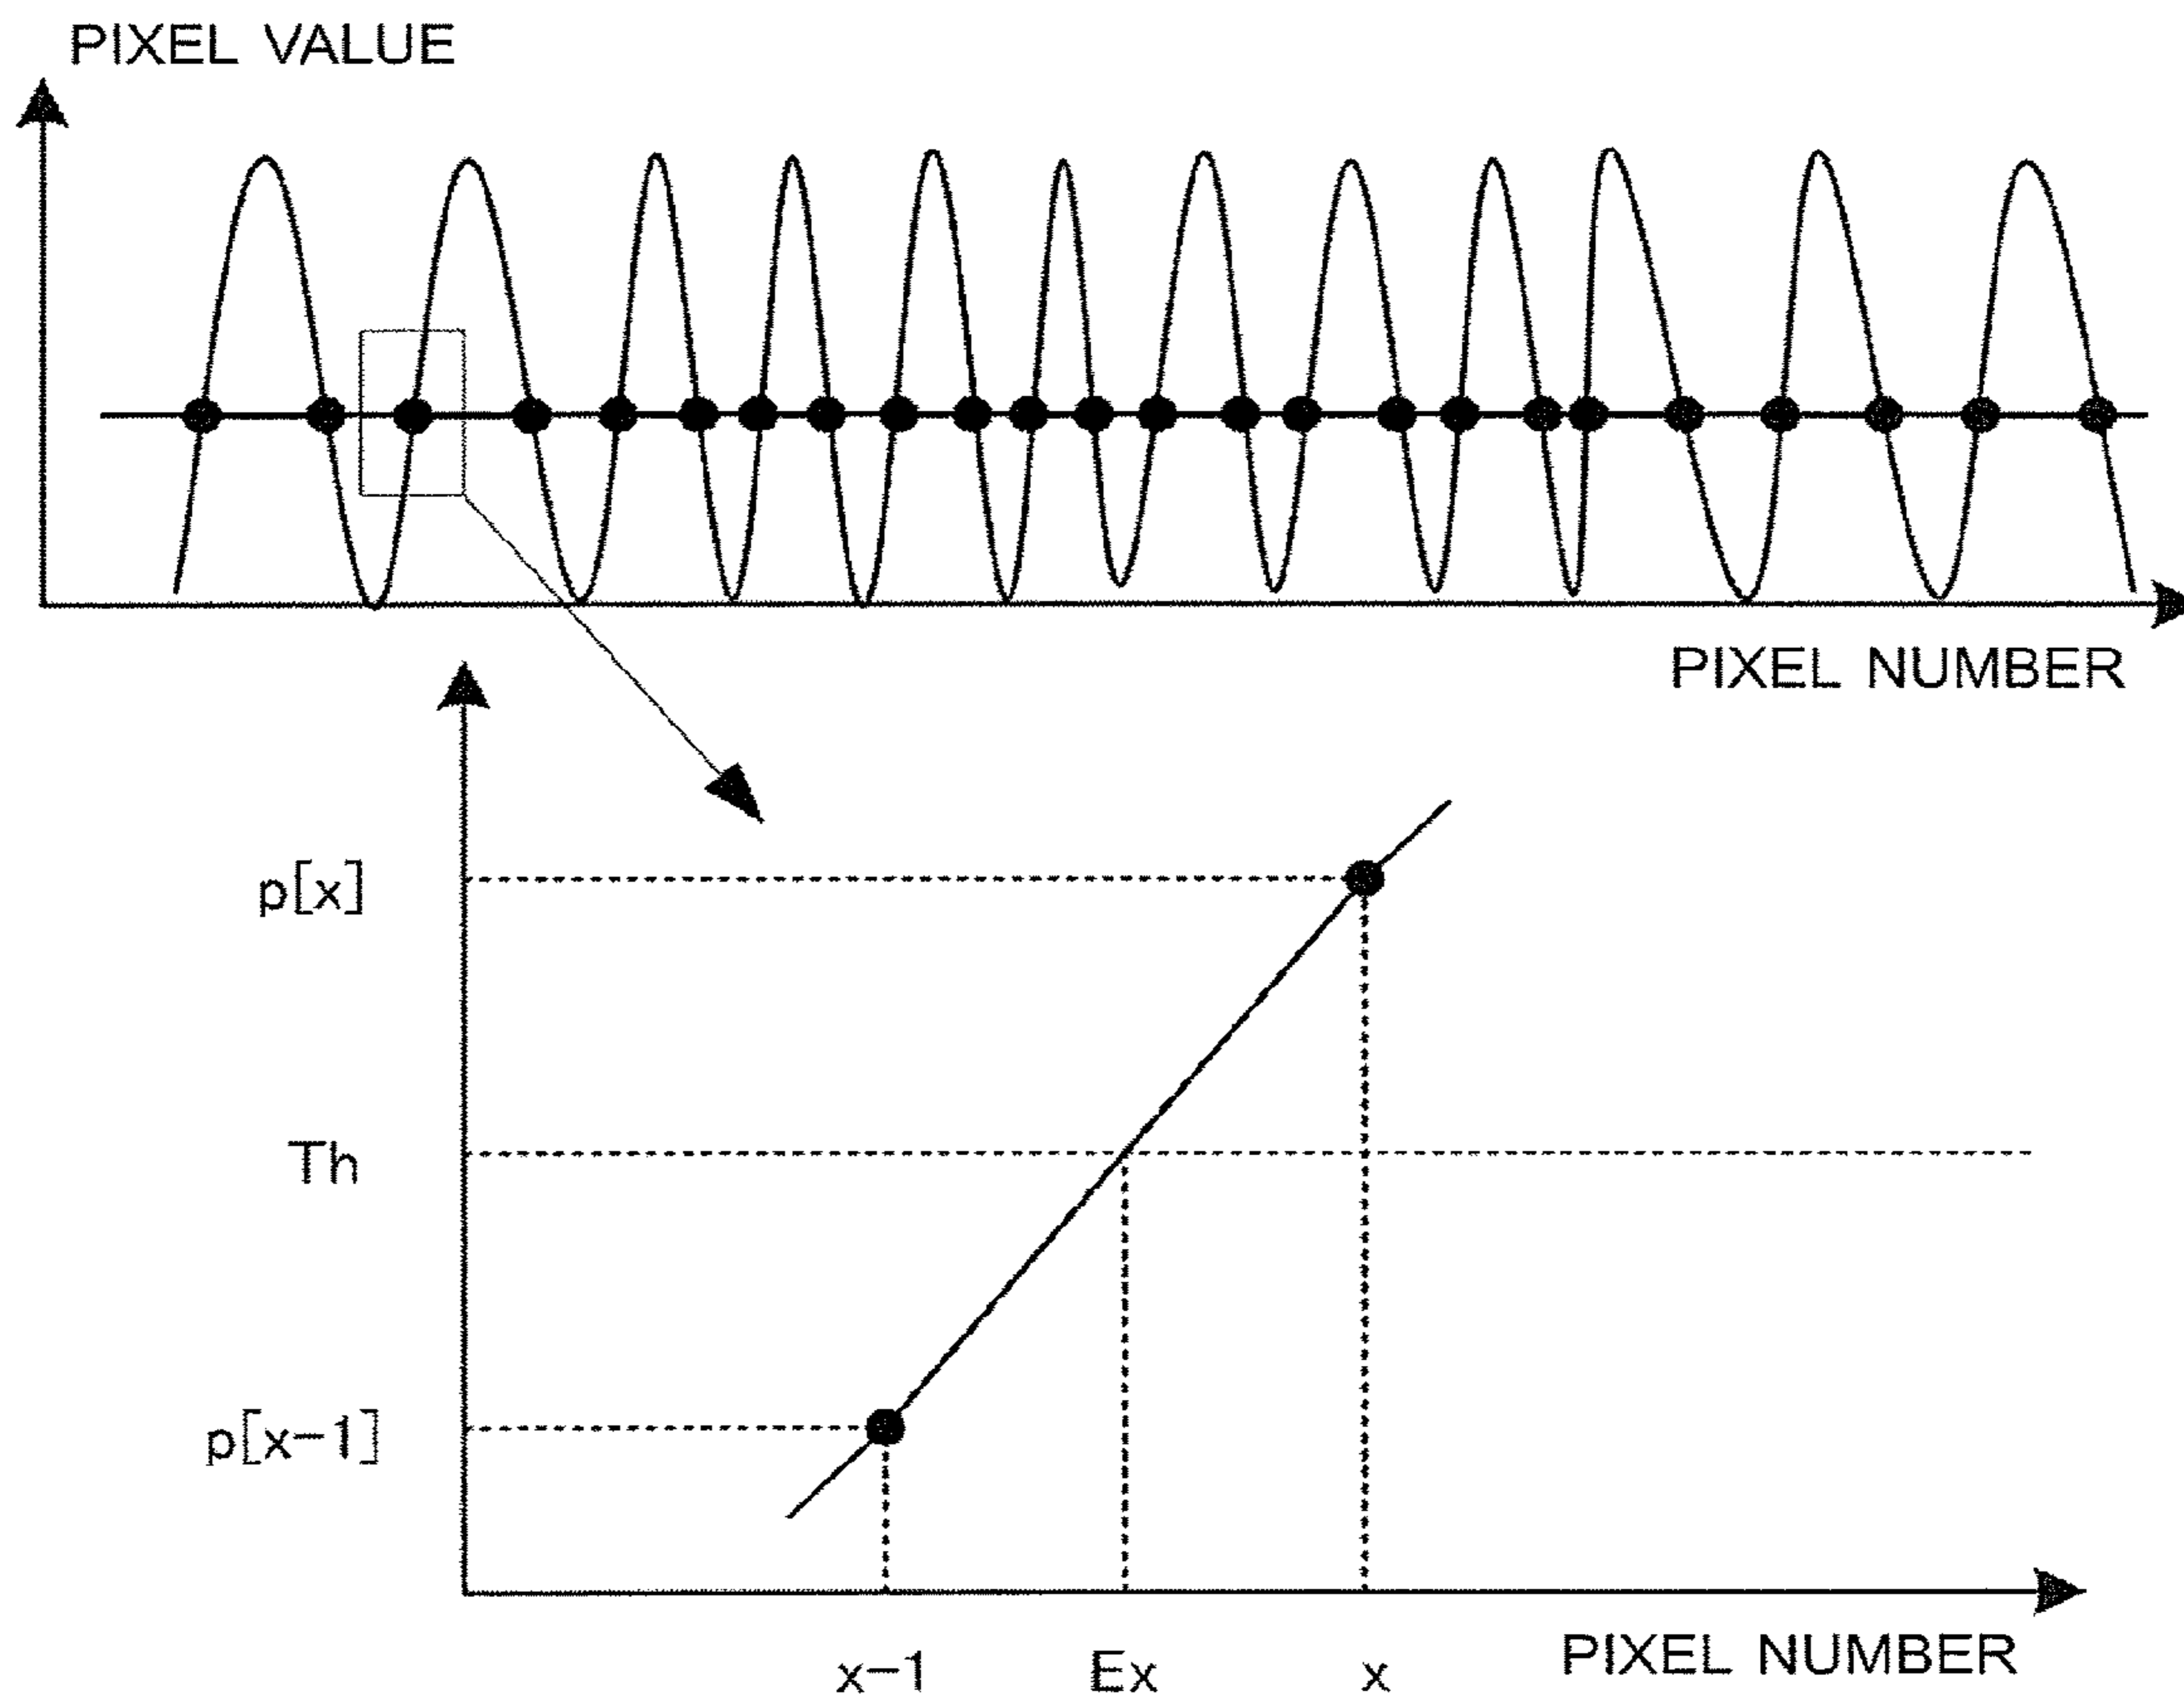 PIXEL VALUE
PIXEL NUMBER
p[x]
Th
p[x-1]
x-1 Ex x
PIXEL NUMBER